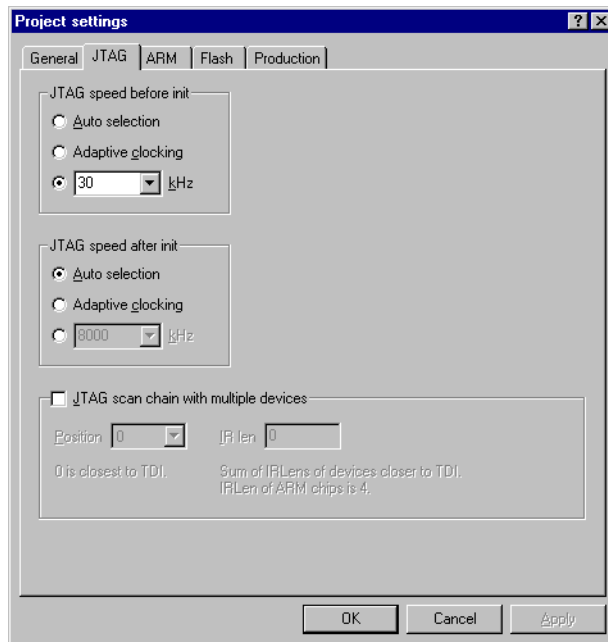 Project settings
General JTAG ARM Flash Production
JTAG speed before init
Auto selection
Adaptive clocking
30 kHz
JTAG speed after init
Auto selection
Adaptive clocking
8000 kHz
JTAG scan chain with multiple devices
Position 0 IR len 0
0 is closest to TDI. Sum of IRLens of devices closer to TDI.
IRLen of ARM chips is 4.
OK Cancel Apply